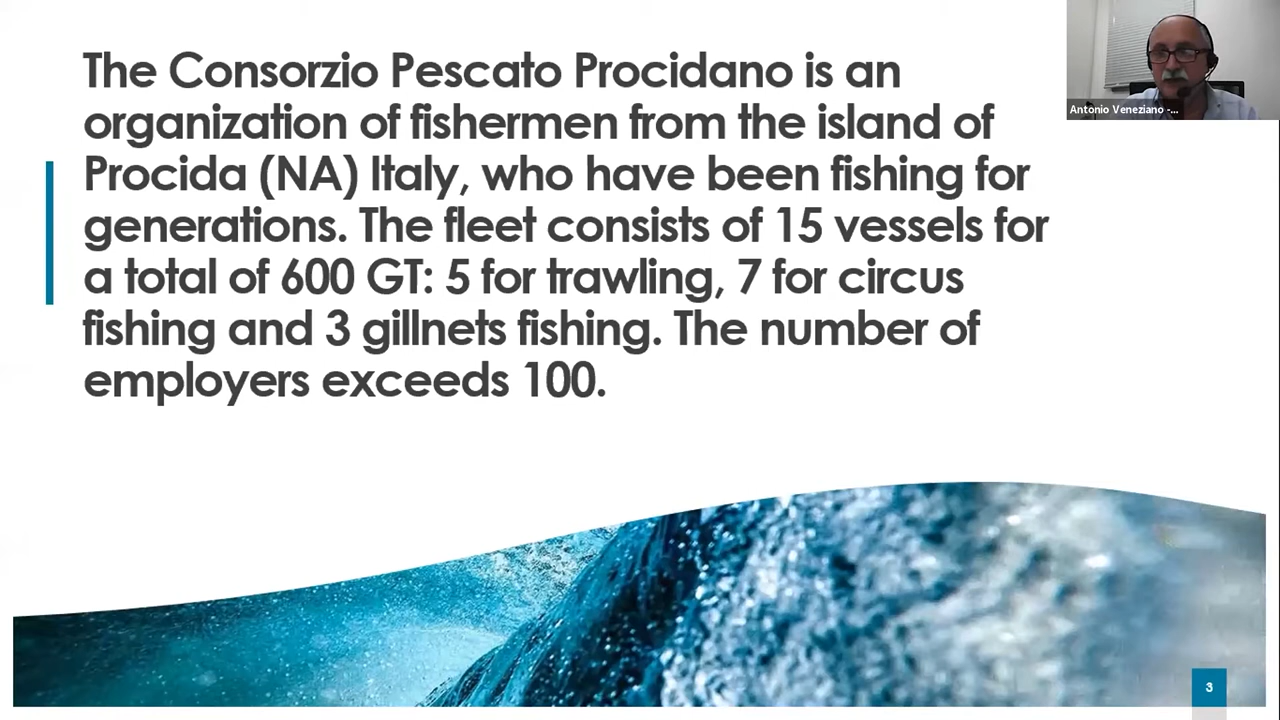 The Consorzio Pescato Procidano is an
organization of fishermen from the island of
Procida (NA) Italy, who have been fishing for
generations. The fleet consists of 15 vessels for
a total of 600 GT: 5 for trawling, 7 for circus
fishing and 3 gillnets fishing. The number of
employers exceeds 100.
Antonio Veneziano -...
3